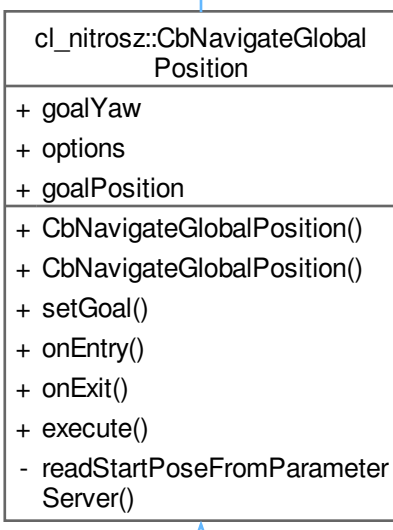 cl_nitrosz::CbNavigateGlobal
Position
+ goalYaw
+ options
+ goalPosition
+ CbNavigateGlobalPosition()
+ CbNavigateGlobalPosition()
+ setGoal()
+ onEntry()
+ onExit()
+ execute()
- readStartPoseFromParameter
Server()